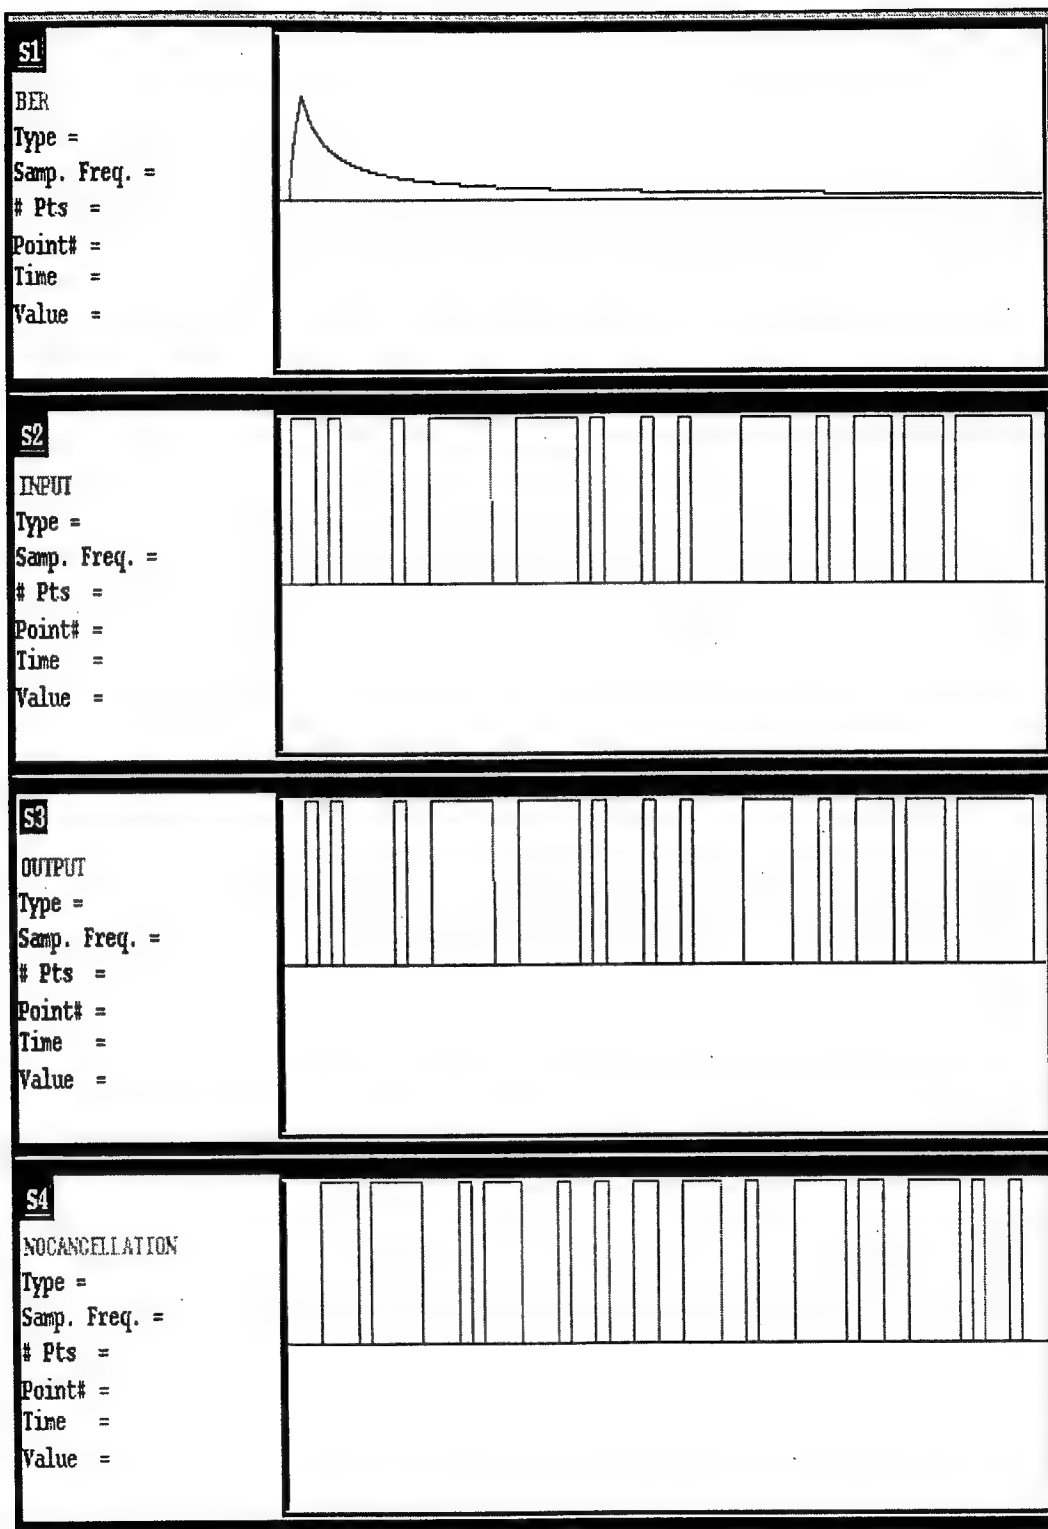 S1
BER
Type =
Samp. Freq. =
# Pts =
Point# =
Time =
Value =
S2
INPUT
Type =
Samp. Freq. =
# Pts =
Point# =
Time =
Value =
S3
OUTPUT
Type =
Samp. Freq. =
# Pts =
Point# =
Time =
Value =
S4
NOCANCELLATION
Type =
Samp. Freq. =
# Pts =
Point# =
Time =
Value =